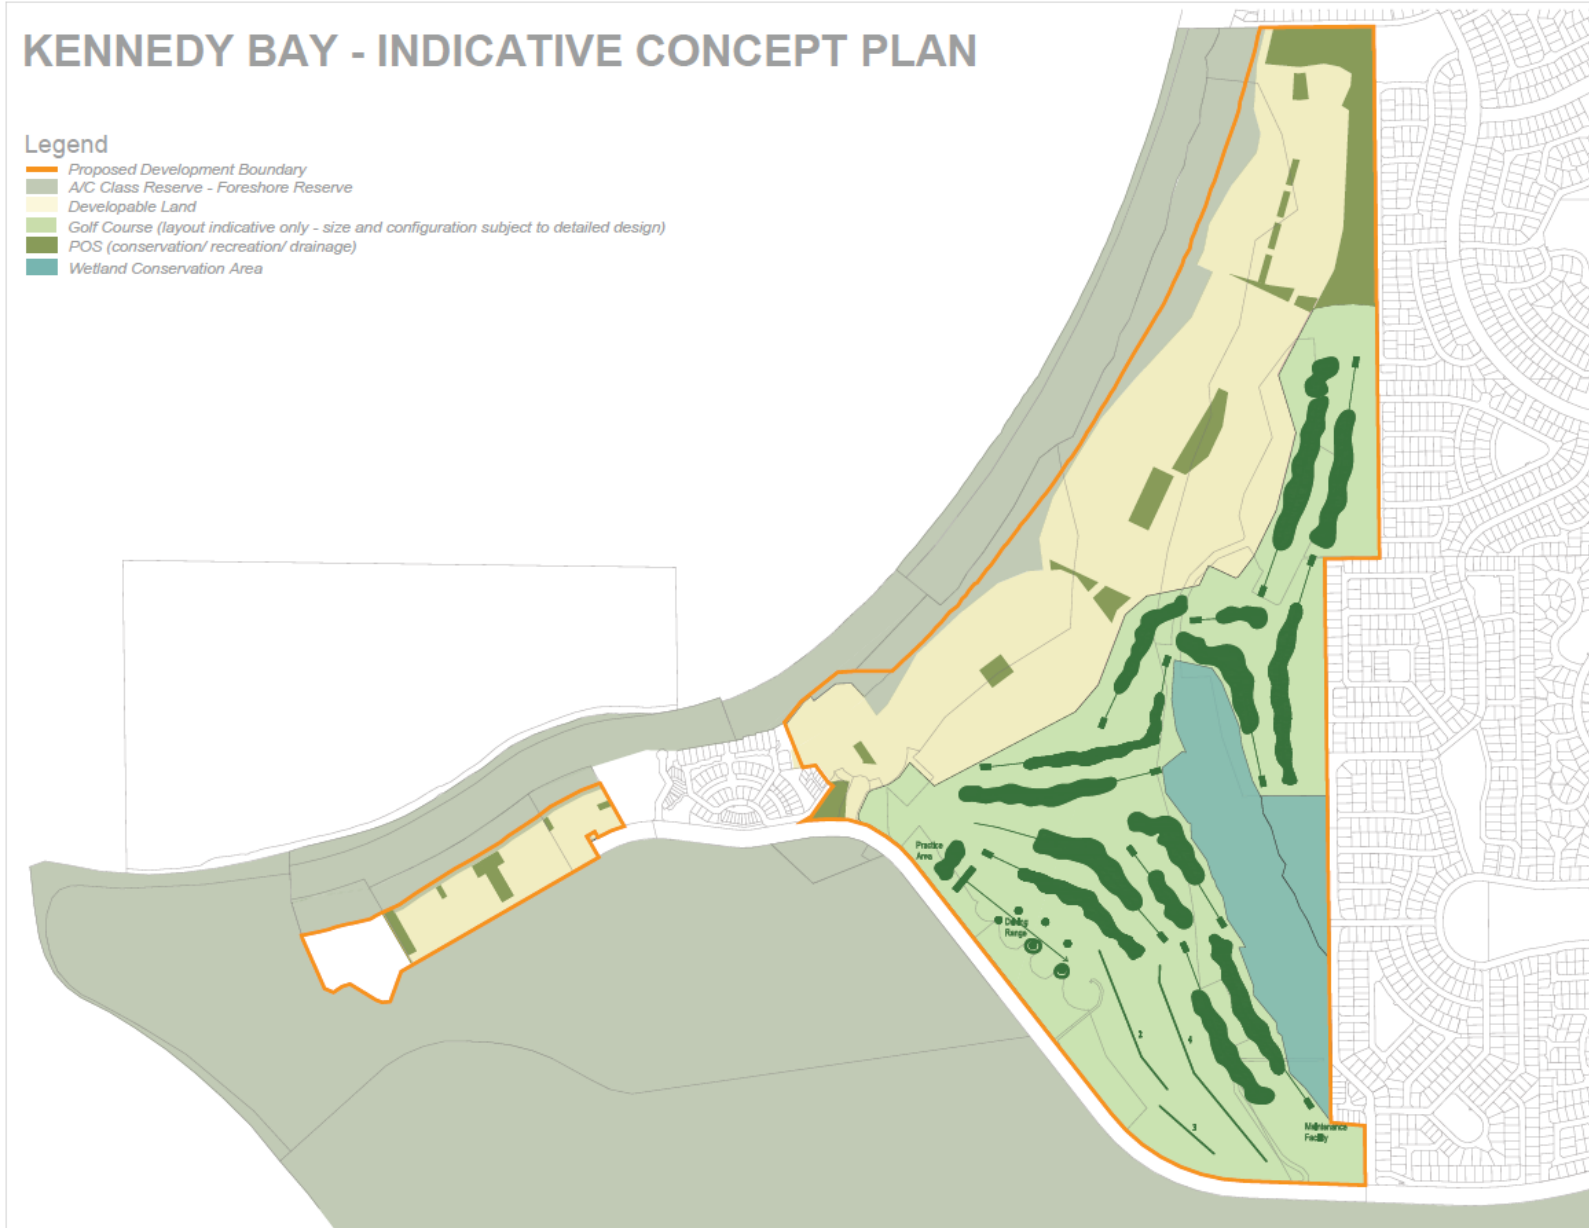 KENNEDY BAY - INDICATIVE CONCEPT PLAN
Legend
Proposed Development Boundary
A/C Class Reserve - Foreshore Reserve
Developable Land
Golf Course (layout indicative only - size and configuration subject to detailed design)
POS (conservation/ recreation/ drainage)
Wetland Conservation Area
Practice
Area
Driving
Range
2
4
3
Maintenance
Facility